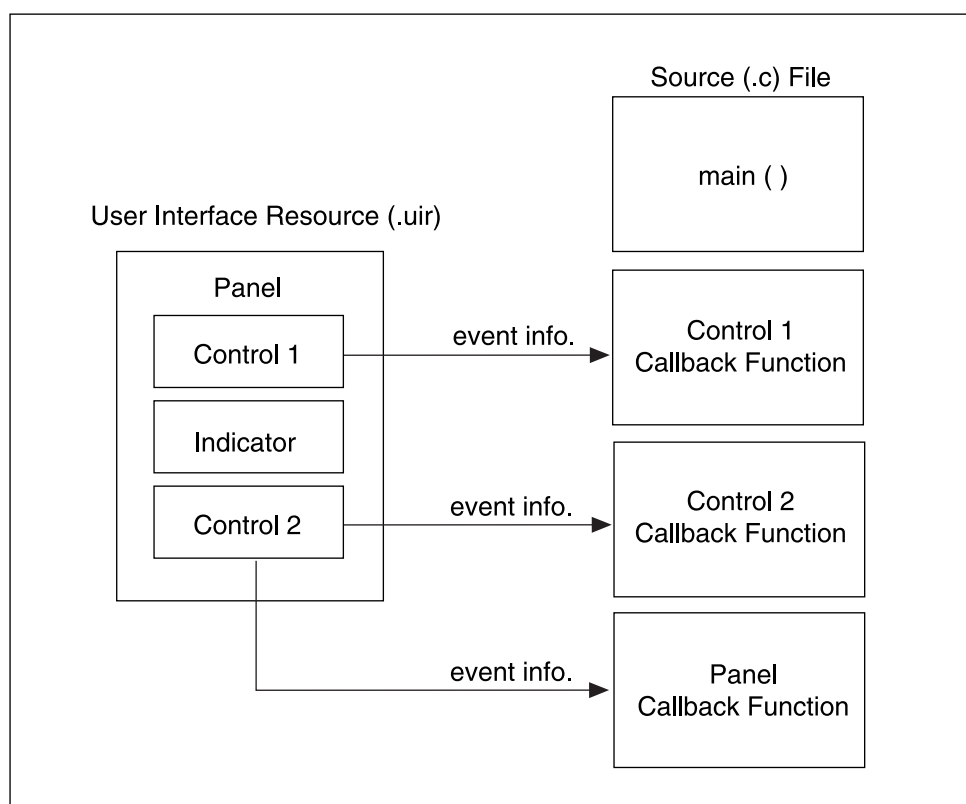 Source (.c) File
main ( )
User Interface Resource (.uir)
Panel
Control 1
event info.
Control 1
Callback Function
Indicator
Control 2
event info.
Control 2
Callback Function
event info.
Panel
Callback Function